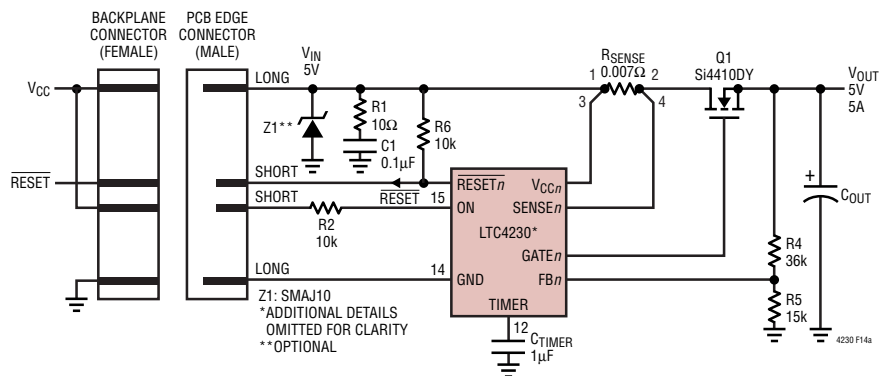 BACKPLANE
CONNECTOR
(FEMALE)
PCB EDGE
CONNECTOR
(MALE)
VCC
RESET
LONG
VIN
5V
Z1**
R1
10Ω
C1
0.1µF
R6
10k
RSENSE
0.007Ω
1
2
3
4
Q1
Si4410DY
VOUT
5V
5A
SHORT
SHORT
RESET
15
R2
10k
LONG
14
RESETn
ON
GND
LTC4230*
VCCn
SENSEn
GATEn
FBn
TIMER
12
CTIMER
1µF
R4
36k
R5
15k
+
COUT
Z1: SMAJ10
*ADDITIONAL DETAILS
OMITTED FOR CLARITY
**OPTIONAL
4230 F14a